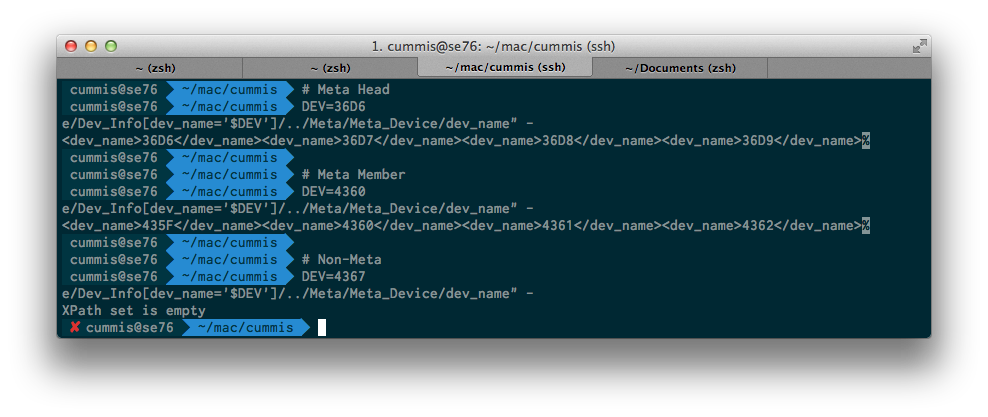 1. cummis@se76: ~/mac/cummis (ssh)
~ (zsh) ~ (zsh) ~/mac/cummis (ssh) ~/Documents (zsh)
cummis@se76 ~/mac/cummis # Meta Head
cummis@se76 ~/mac/cummis DEV=36D6
e/Dev_Info[dev_name='$DEV']/../Meta/Meta_Device/dev_name" -
<dev_name>36D6</dev_name><dev_name>36D7</dev_name><dev_name>36D8</dev_name><dev_name>36D9</dev_name>%
cummis@se76 ~/mac/cummis
cummis@se76 ~/mac/cummis # Meta Member
cummis@se76 ~/mac/cummis DEV=4360
e/Dev_Info[dev_name='$DEV']/../Meta/Meta_Device/dev_name" -
<dev_name>435F</dev_name><dev_name>4360</dev_name><dev_name>4361</dev_name><dev_name>4362</dev_name>%
cummis@se76 ~/mac/cummis
cummis@se76 ~/mac/cummis # Non-Meta
cummis@se76 ~/mac/cummis DEV=4367
e/Dev_Info[dev_name='$DEV']/../Meta/Meta_Device/dev_name" -
XPath set is empty
✘ cummis@se76 ~/mac/cummis